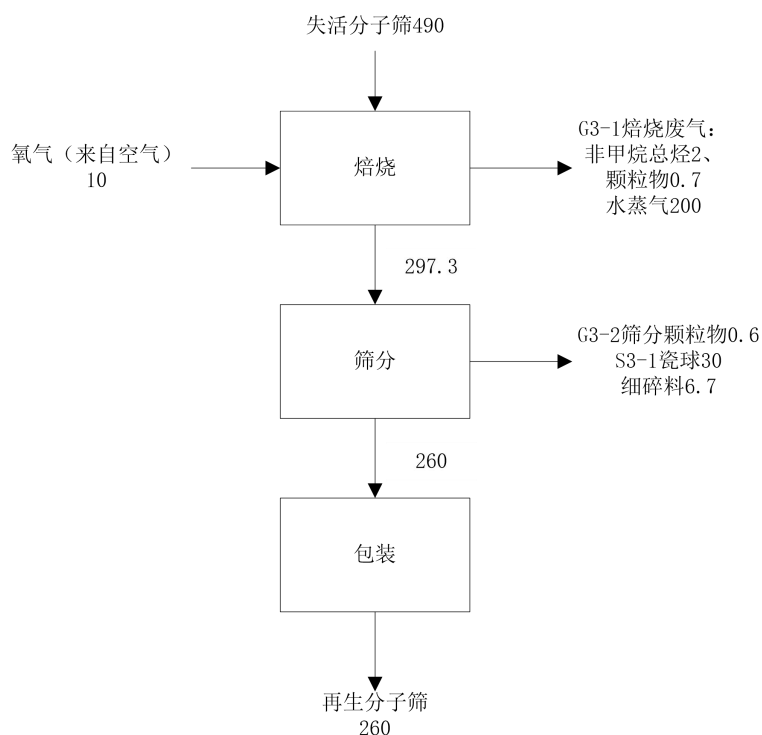 失活分子筛490
氧气（来自空气）
10
焙烧
G3-1焙烧废气：
非甲烷总烃2、
颗粒物0.7
水蒸气200
297.3
筛分
G3-2筛分颗粒物0.6
S3-1瓷球30
细碎料6.7
260
包装
再生分子筛
260